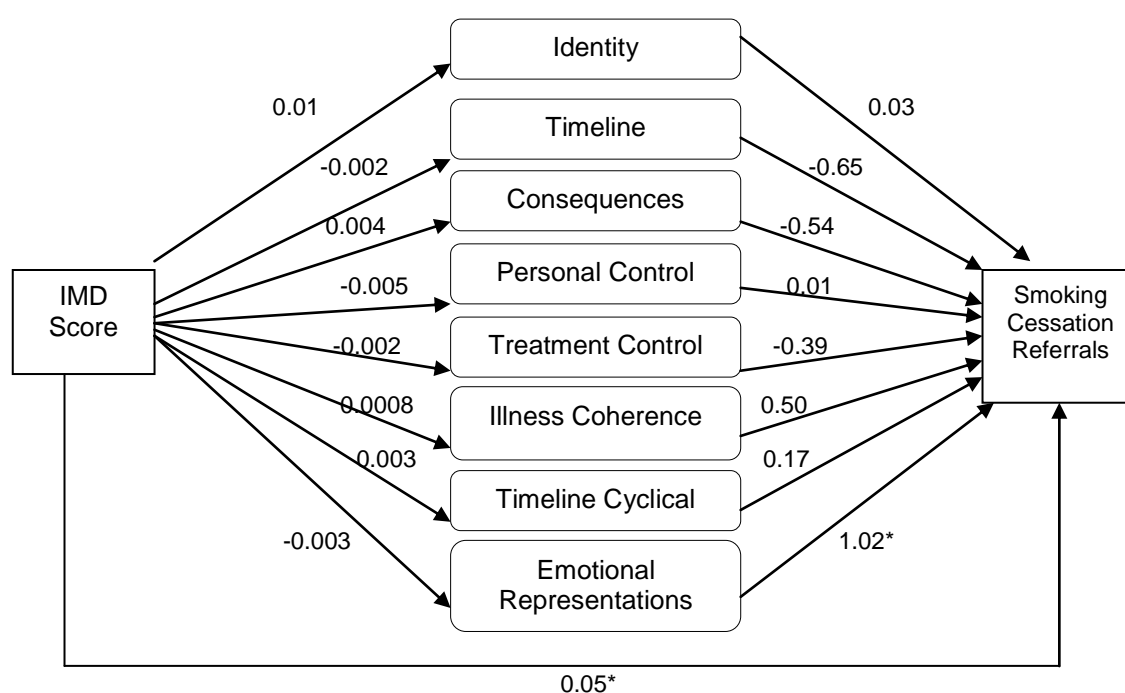 Identity
0.01
0.03
Timeline
-0.002
-0.65
Consequences
0.004
-0.54
IMD
Score
Personal Control
-0.005
0.01
Smoking
Cessation
Referrals
Treatment Control
-0.002
-0.39
Illness Coherence
0.0008
0.50
0.003
0.17
Timeline Cyclical
-0.003
1.02*
Emotional
Representations
0.05*